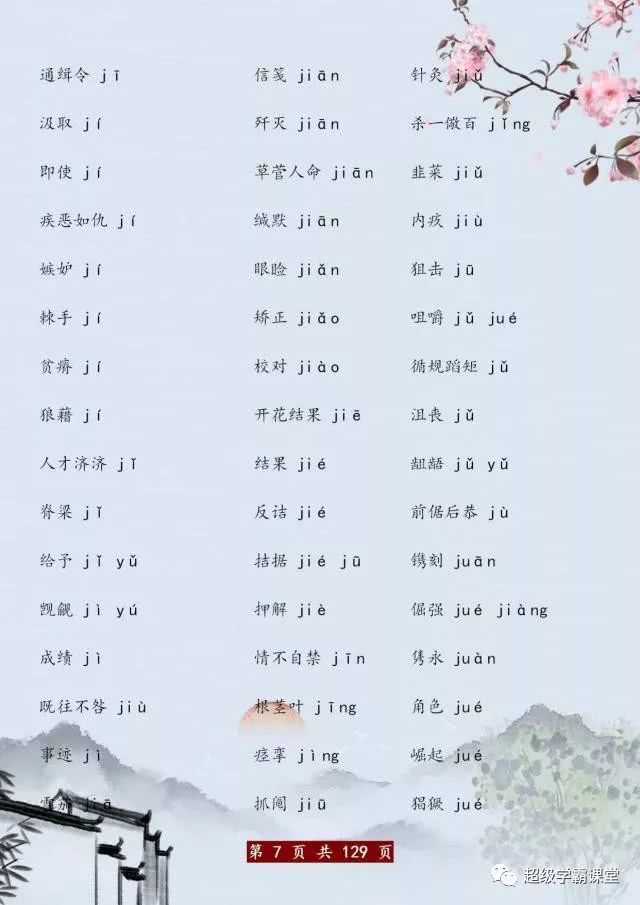 通缉令 jī 信笺 jiān 针灸 jiǔ
汲取 jí 歼灭 jiān 杀一儆百 jǐng
即使 jí 草菅人命 jiān 韭菜 jiǔ
疾恶如仇 jí 缄默 jiān 内疚 jiù
嫉妒 jí 眼睑 jiǎn 狙击 jū
棘手 jí 矫正 jiǎo 咀嚼 jǔ jué
贫瘠 jí 校对 jiào 循规蹈矩 jǔ
狼藉 jí 开花结果 jiē 沮丧 jǔ
人才济济 jǐ 结果 jié 龃龉 jǔ yǔ
脊梁 jǐ 反诘 jié 前倨后恭 jù
给予 jǐ yǔ 拮据 jié jū 镌刻 juān
觊觎 jì yú 押解 jiè 倔强 jué jiàng
成绩 jì 情不自禁 jīn 隽永 juàn
既往不咎 jiù 根茎叶 jīng 角色 jué
事迹 jì 痉挛 jìng 崛起 jué
雪茄 jiā 抓阄 jiū 猖獗 jué
第 7 页 共 129 页
超级学霸课堂